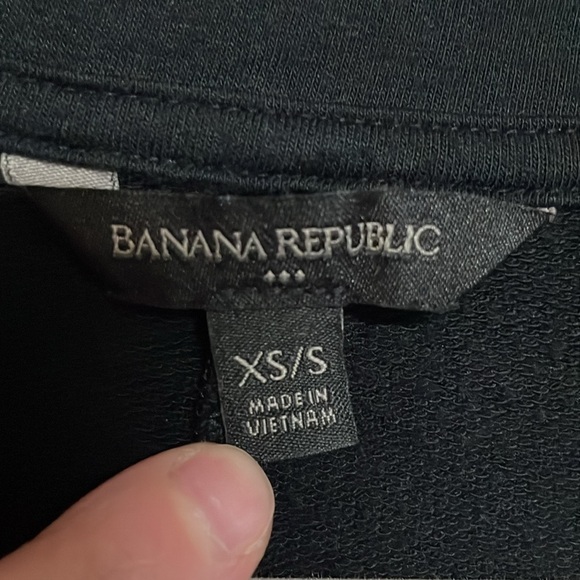 BANANA REPUBLIC
XS/S
MADE IN
VIETNAM